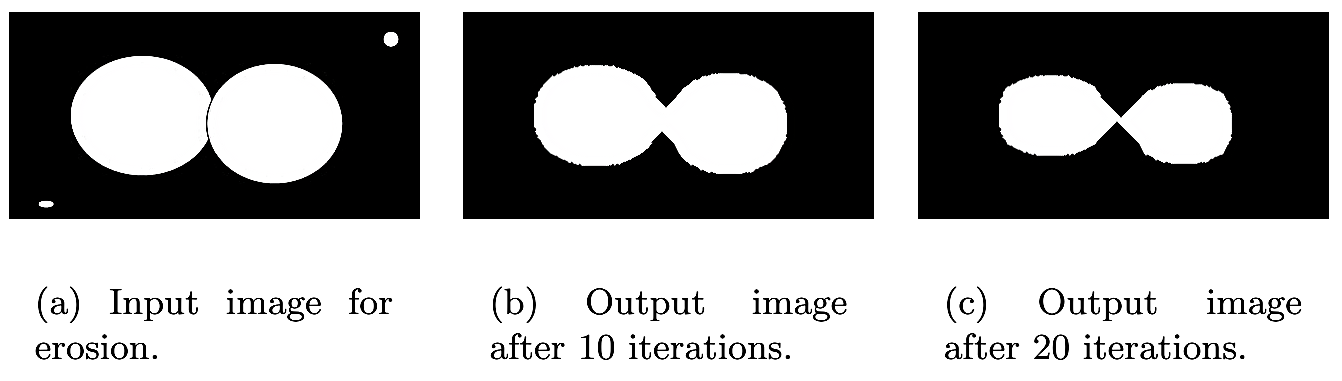 (a) Input image for
erosion.
(b) Output image
after 10 iterations.
(c) Output image
after 20 iterations.